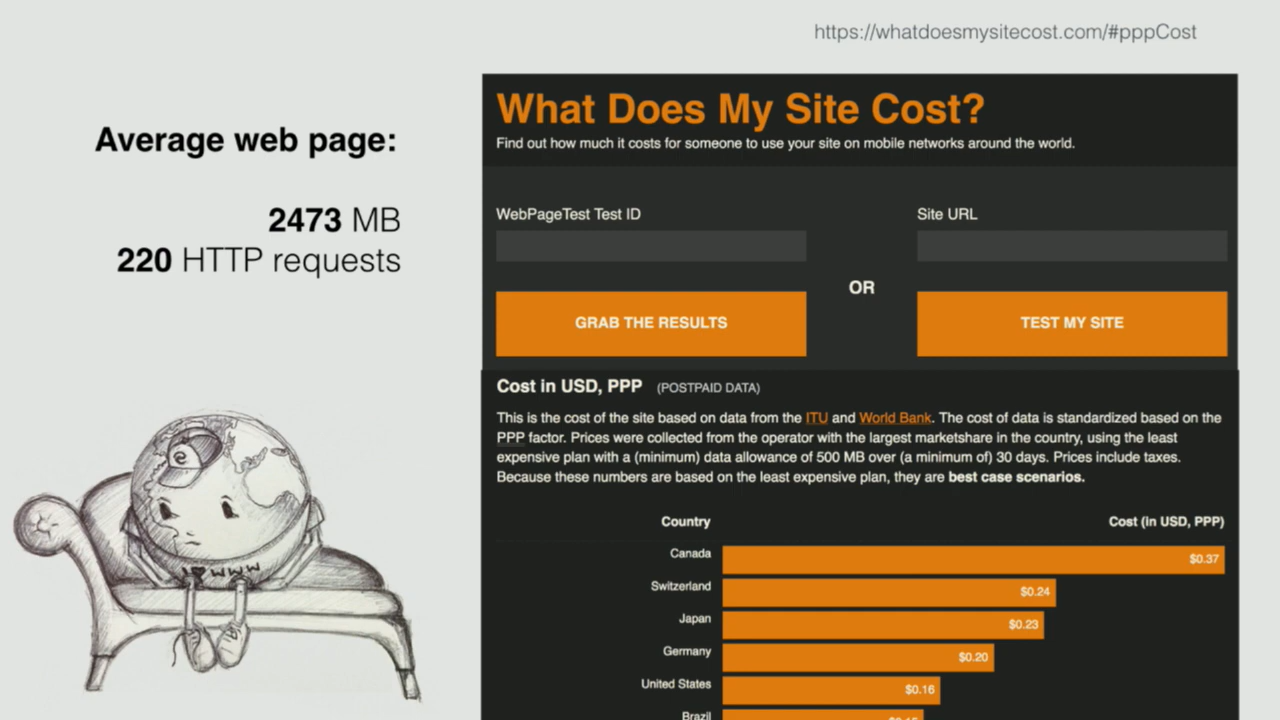 https://whatdoesmysitecost.com/#pppCost
Average web page:
2473 MB
220 HTTP requests
I ♥ WWW
What Does My Site Cost?
Find out how much it costs for someone to use your site on mobile networks around the world.
WebPageTest Test ID
Site URL
OR
GRAB THE RESULTS
TEST MY SITE
Cost in USD, PPP (POSTPAID DATA)
This is the cost of the site based on data from the ITU and World Bank. The cost of data is standardized based on the
PPP factor. Prices were collected from the operator with the largest marketshare in the country, using the least
expensive plan with a (minimum) data allowance of 500 MB over (a minimum of) 30 days. Prices include taxes.
Because these numbers are based on the least expensive plan, they are best case scenarios.
Country Cost (in USD, PPP)
Canada $0.37
Switzerland $0.24
Japan $0.23
Germany $0.20
United States $0.16
Brazil